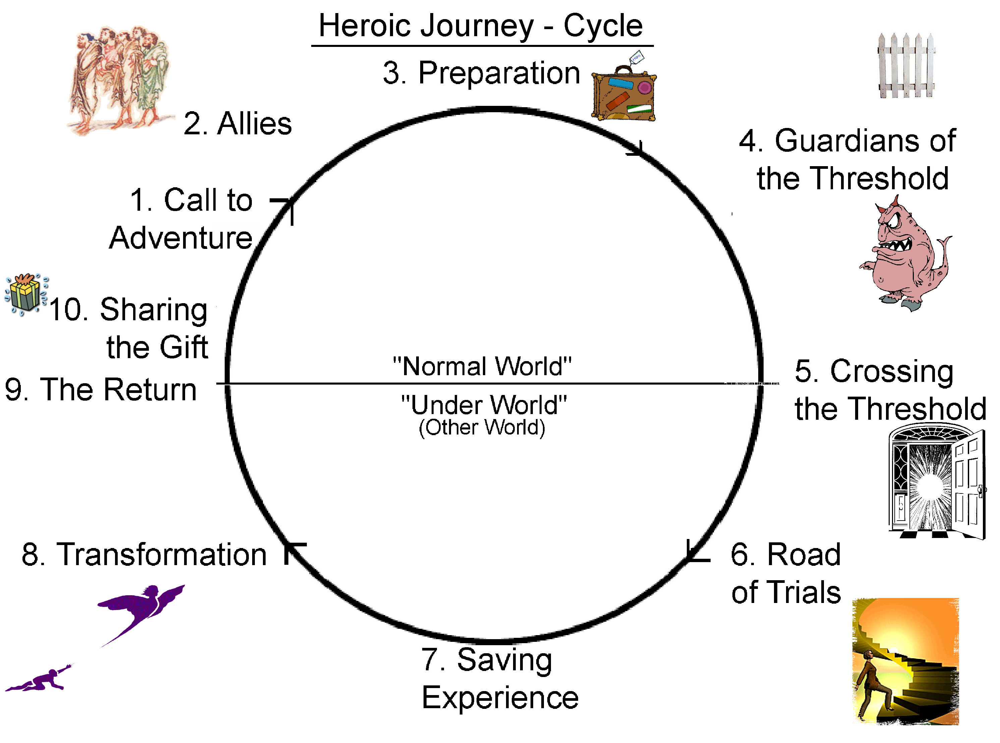 Heroic Journey - Cycle
3. Preparation
Hero
2. Allies
4. Guardians of
the Threshold
1. Call to
Adventure
10. Sharing
the Gift
"Normal World"
5. Crossing
the Threshold
9. The Return
"Under World"
(Other World)
8. Transformation
6. Road
of Trials
7. Saving
Experience